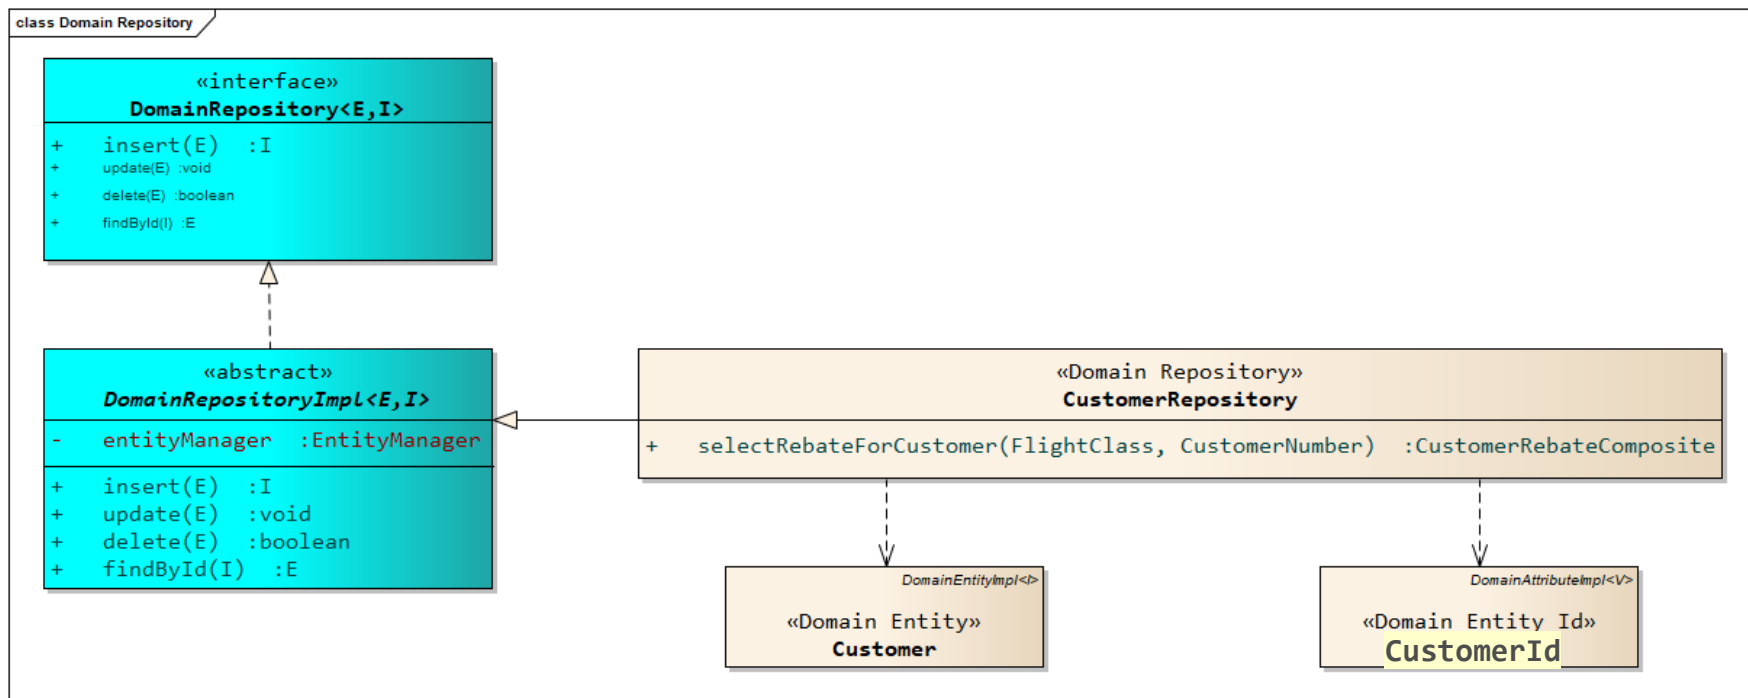 class Domain Repository
«interface»
DomainRepository<E,I>
+ insert(E) :I
+ update(E) :void
+ delete(E) :boolean
+ findById(I) :E
«abstract»
DomainRepositoryImpl<E,I>
- entityManager :EntityManager
+ insert(E) :I
+ update(E) :void
+ delete(E) :boolean
+ findById(I) :E
«Domain Repository»
CustomerRepository
+ selectRebateForCustomer(FlightClass, CustomerNumber) :CustomerRebateComposite
DomainEntityImpl<I>
«Domain Entity»
Customer
DomainAttributeImpl<V>
«Domain Entity Id»
CustomerId